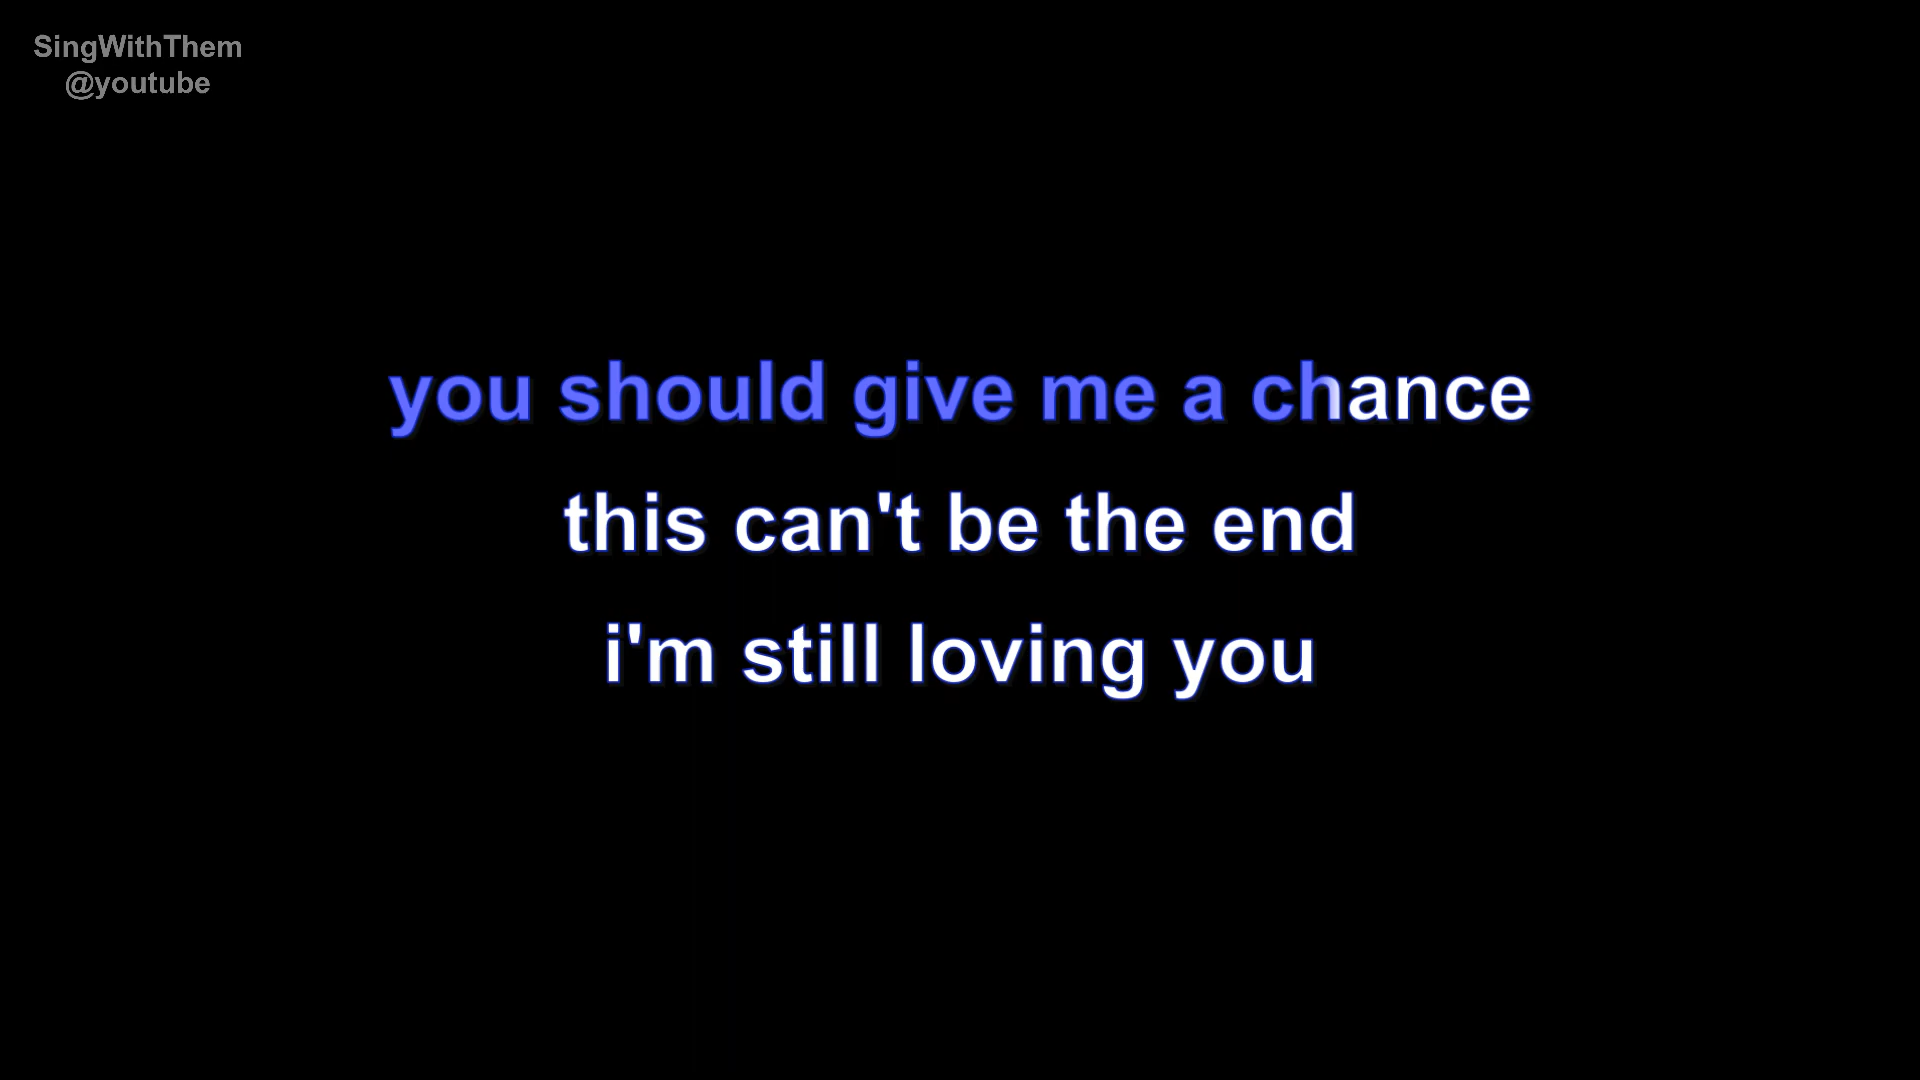 SingWithThem
@youtube
you should give me a chance
this can't be the end
i'm still loving you